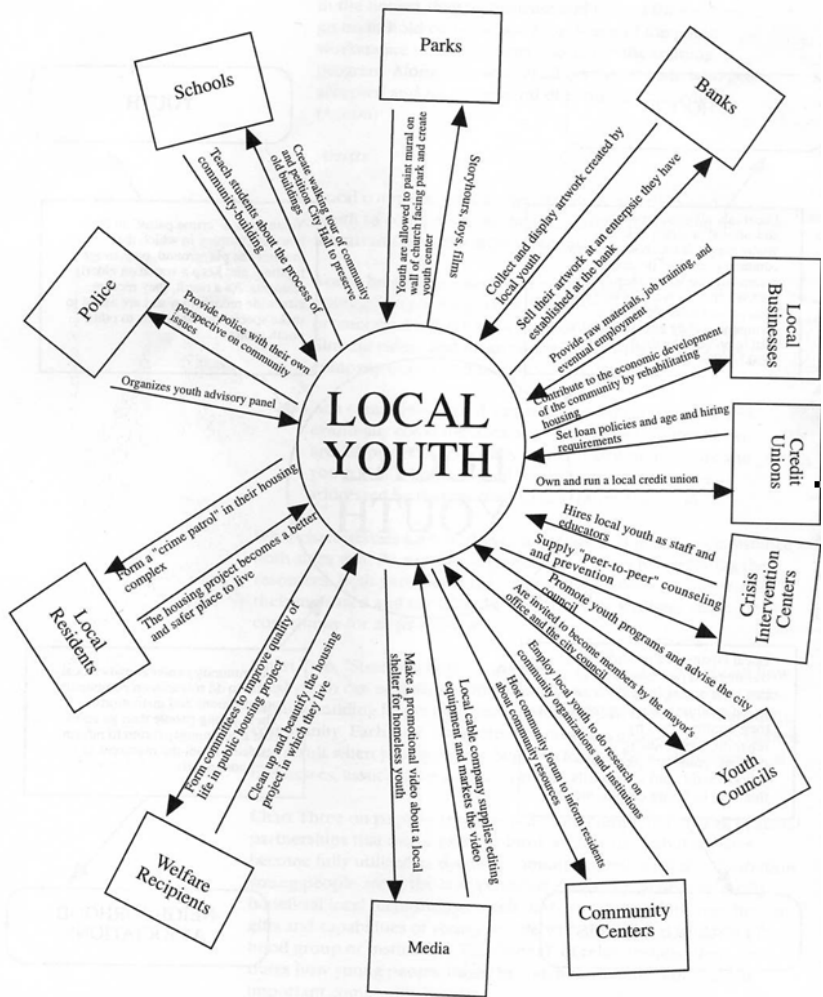 Parks
Schools
Banks
Create walking tour of community
and petition City Hall to preserve
old buildings
Teach students about the process of
community-building
Youth are allowed to paint mural on
wall of church facing park and create
youth center
Storyhours, toys, films
Collect and display artwork created by
local youth
Sell their artwork at an enterpsie they have
established at the bank
Police
Provide police with their own
perspective on community
issues
Organizes youth advisory panel
Provide raw materials, job training, and
eventual employment
Local
Businesses
Contribute to the economic development
of the community by rehabilitating
housing
LOCAL
YOUTH
Set loan policies and age and hiring
requirements
Credit
Unions
Own and run a local credit union
Hires local youth as staff and
educators
Supply "peer-to-peer" counseling
and prevention
Crisis
Intervention
Centers
Form a "crime patrol" in their housing
complex
The housing project becomes a better
and safer place to live
Local
Residents
Promote youth programs and advise the city
council
Are invited to become members by the mayor's
office and the city council
Youth
Councils
Form committees to improve quality of
life in public housing project
Clean up and beautify the housing
project in which they live
Welfare
Recipients
Make a promotional video about a local
shelter for homeless youth
Local cable company supplies editing
equipment and markets the video
Media
Employ local youth to do research on
community organizations and institutions
Host community forum to inform residents
about community resources
Community
Centers